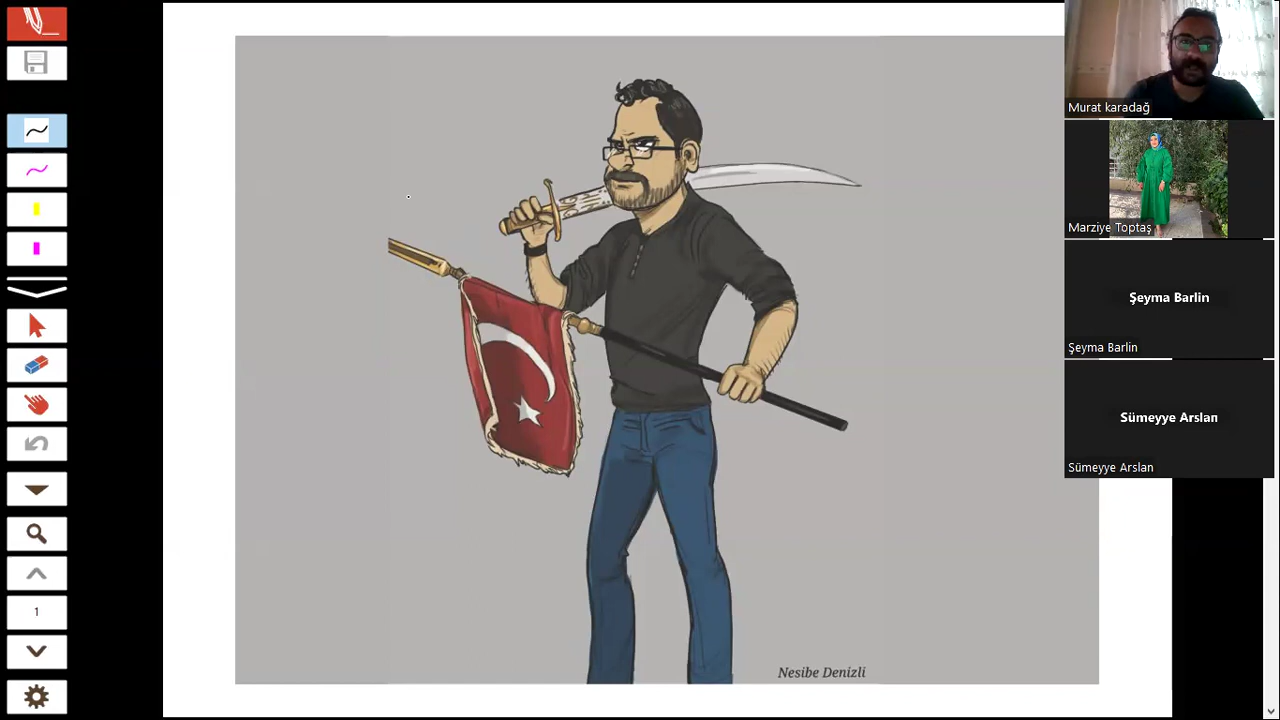 Murat karadağ
Marziye Toptaş
Şeyma Barlin
Şeyma Barlin
Sümeyye Arslan
Sümeyye Arslan
1
Nesibe Denizli